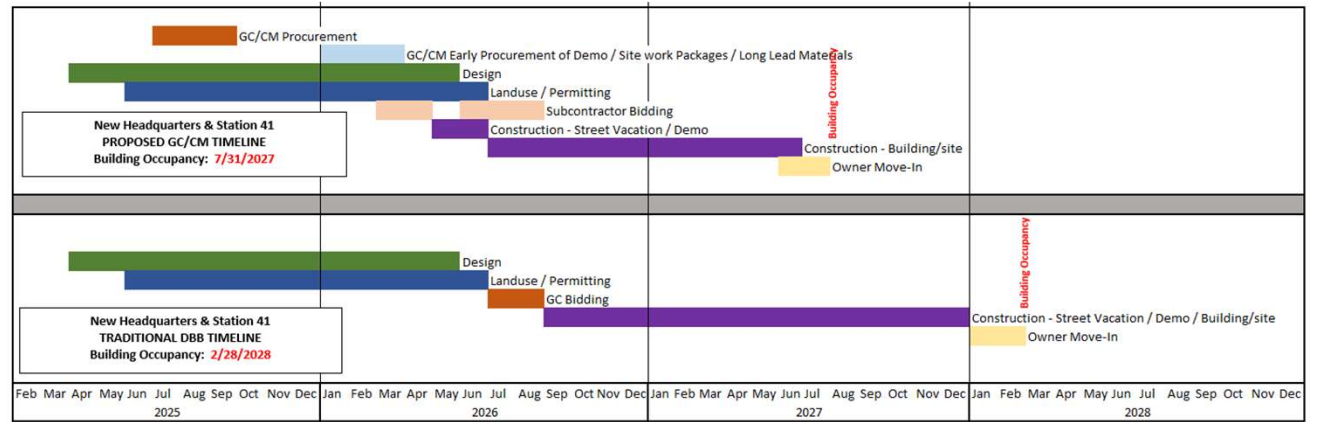 GC/CM Procurement
GC/CM Early Procurement of Demo / Site work Packages / Long Lead Materials
Building Occupancy
Design
Landuse / Permitting
Subcontractor Bidding
New Headquarters & Station 41
PROPOSED GC/CM TIMELINE
Building Occupancy: 7/31/2027
Construction - Street Vacation / Demo
Construction - Building/site
Owner Move-In
Building Occupancy
Design
Landuse / Permitting
GC Bidding
New Headquarters & Station 41
TRADITIONAL DBB TIMELINE
Building Occupancy: 2/28/2028
Construction - Street Vacation / Demo / Building/site
Owner Move-In
Feb Mar Apr May Jun Jul Aug Sep Oct Nov Dec Jan Feb Mar Apr May Jun Jul Aug Sep Oct Nov Dec Jan Feb Mar Apr May Jun Jul Aug Sep Oct Nov Dec Jan Feb Mar Apr May Jun Jul Aug Sep Oct Nov Dec
2025 2026 2027 2028